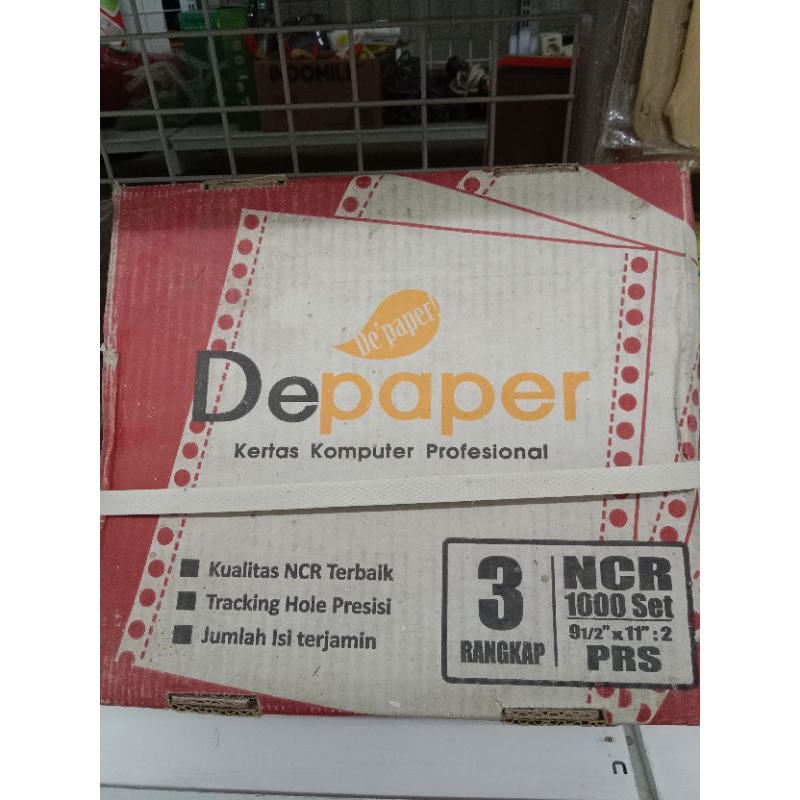 INDOMILK
De'paper!
Depaper
Kertas Komputer Profesional
Kualitas NCR Terbaik
Tracking Hole Presisi
Jumlah Isi terjamin
3
RANGKAP
NCR
1000 Set
9 1/2" x 11" : 2
PRS